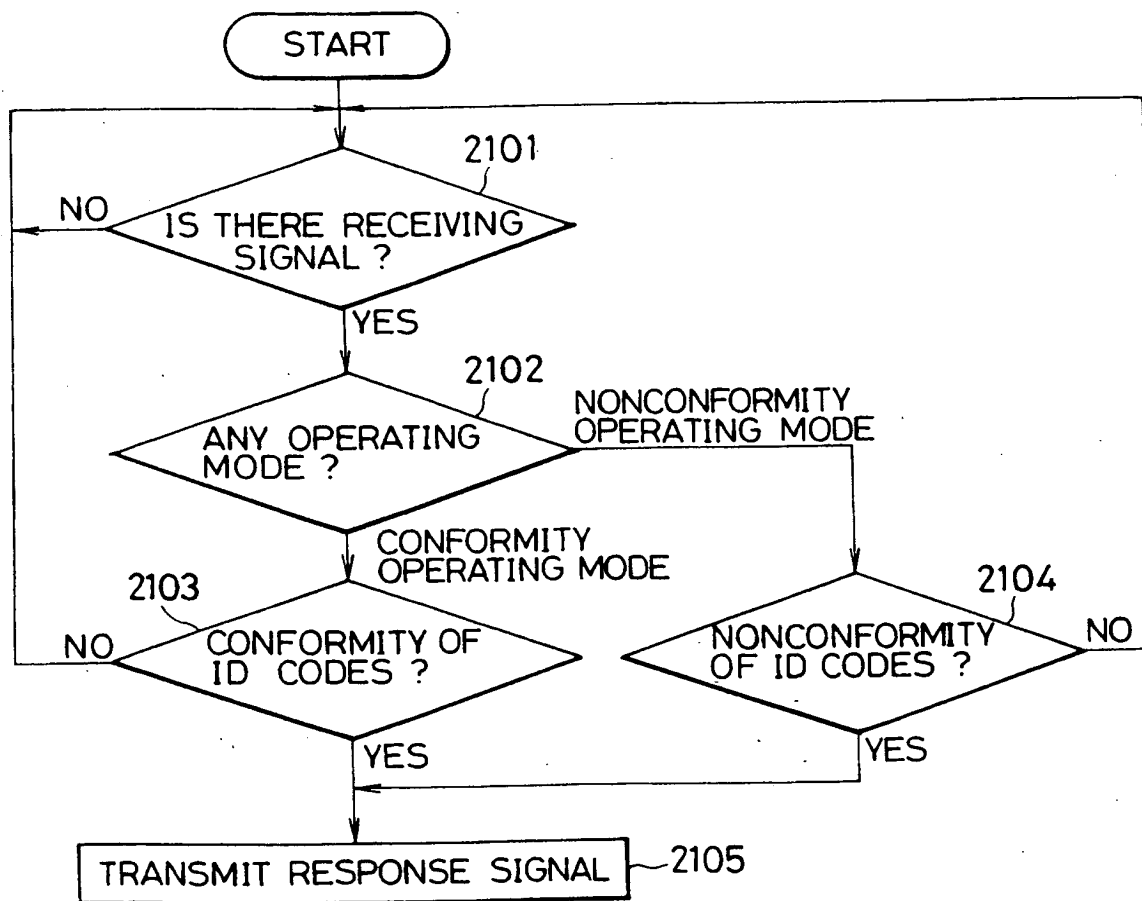 START
2101
NO
IS THERE RECEIVING
SIGNAL ?
YES
2102
NONCONFORMITY
OPERATING MODE
ANY OPERATING
MODE ?
CONFORMITY
OPERATING MODE
2103
2104
NO
CONFORMITY OF
ID CODES ?
NONCONFORMITY
OF ID CODES ?
NO
YES
YES
TRANSMIT RESPONSE SIGNAL
2105